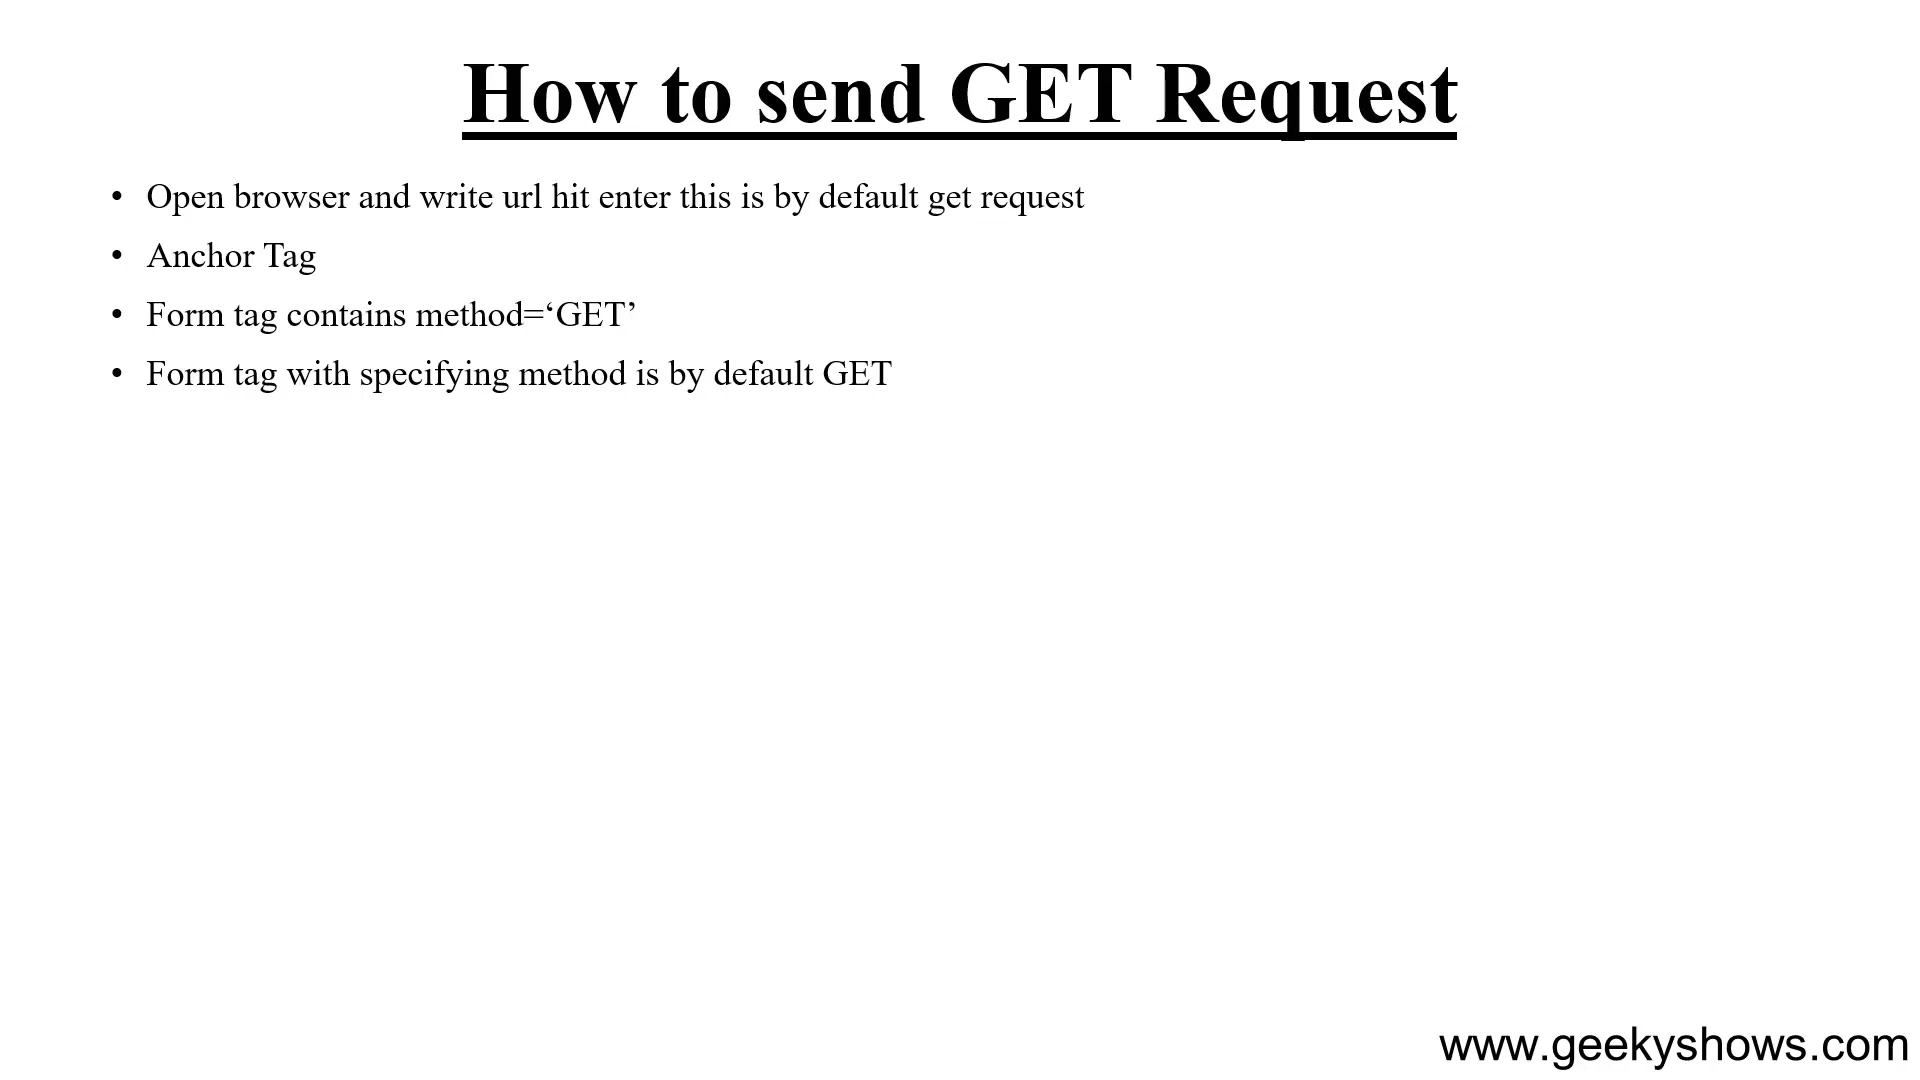 How to send GET Request
• Open browser and write url hit enter this is by default get request
• Anchor Tag
• Form tag contains method=‘GET’
• Form tag with specifying method is by default GET
www.geekyshows.com